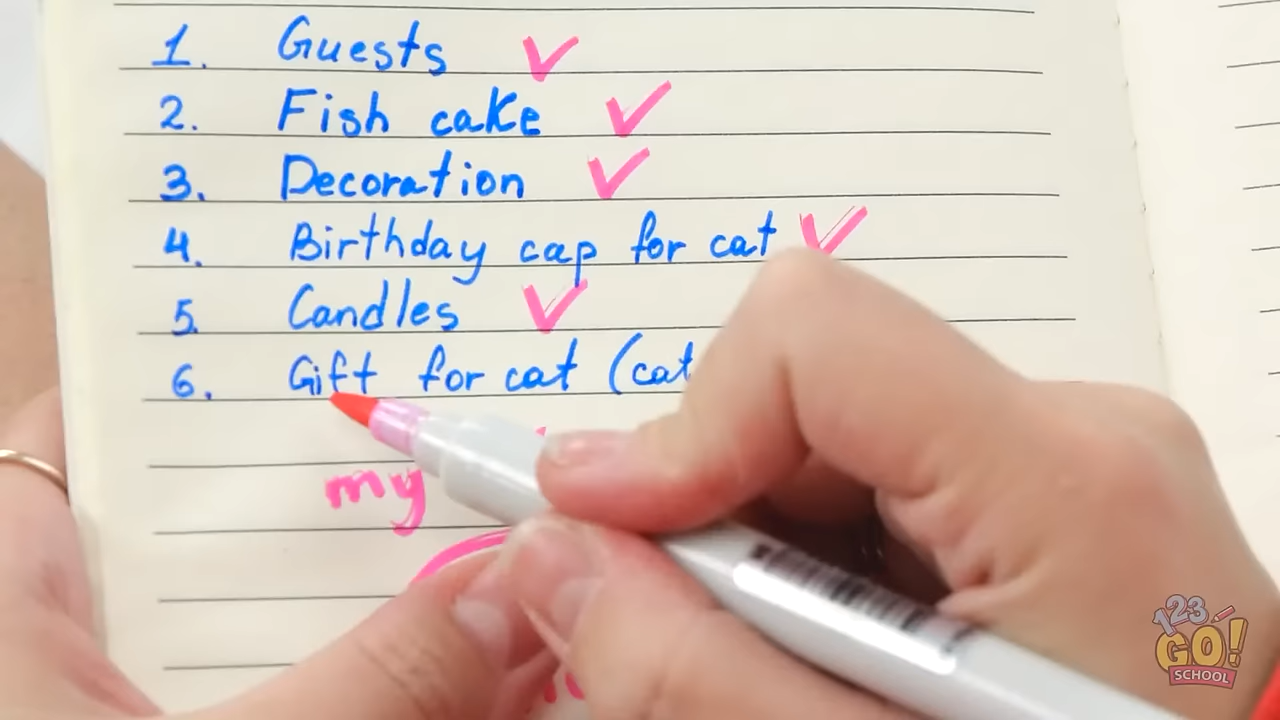 1. Guests
2. Fish cake
3. Decoration
4. Birthday cap for cat
5. Candles
6. Gift for cat (cat
my
123
GO!
SCHOOL